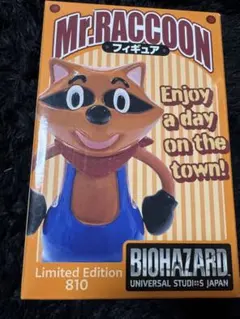 Mr.RACCOON
フィギュア
Enjoy
a day
on the
town!
Limited Edition
810
BIOHAZARD
UNIVERSAL STUDIOS JAPAN